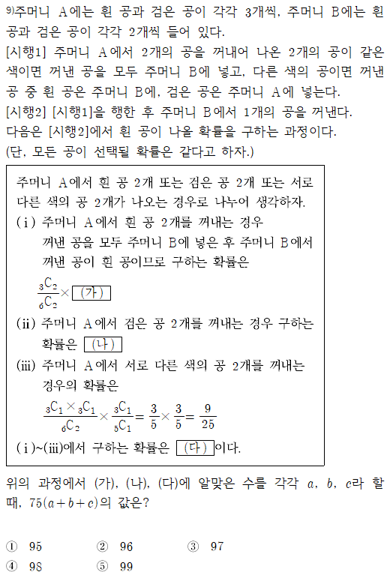 9)주머니 A에는 흰 공과 검은 공이 각각 3개씩, 주머니 B에는 흰
공과 검은 공이 각각 2개씩 들어 있다.
[시행1] 주머니 A에서 2개의 공을 꺼내어 나온 2개의 공이 같은
색이면 꺼낸 공을 모두 주머니 B에 넣고, 다른 색의 공이면 꺼낸
공 중 흰 공은 주머니 B에, 검은 공은 주머니 A에 넣는다.
[시행2] [시행1]을 행한 후 주머니 B에서 1개의 공을 꺼낸다.
다음은 [시행2]에서 흰 공이 나올 확률을 구하는 과정이다.
(단, 모든 공이 선택될 확률은 같다고 하자.)
주머니 A에서 흰 공 2개 또는 검은 공 2개 또는 서로
다른 색의 공 2개가 나오는 경우로 나누어 생각하자.
(ⅰ) 주머니 A에서 흰 공 2개를 꺼내는 경우
꺼낸 공을 모두 주머니 B에 넣은 후 주머니 B에서
꺼낸 공이 흰 공이므로 구하는 확률은
₃C₂/₆C₂ × (가)
(ⅱ) 주머니 A에서 검은 공 2개를 꺼내는 경우 구하는
확률은 (나)
(ⅲ) 주머니 A에서 서로 다른 색의 공 2개를 꺼내는
경우의 확률은
₃C₁×₃C₁/₆C₂ × ₃C₁/₅C₁ = 3/5 × 3/5 = 9/25
(ⅰ)~(ⅲ)에서 구하는 확률은 (다) 이다.
위의 과정에서 (가), (나), (다)에 알맞은 수를 각각 a, b, c라 할
때, 75(a+b+c)의 값은?
① 95 ② 96 ③ 97
④ 98 ⑤ 99